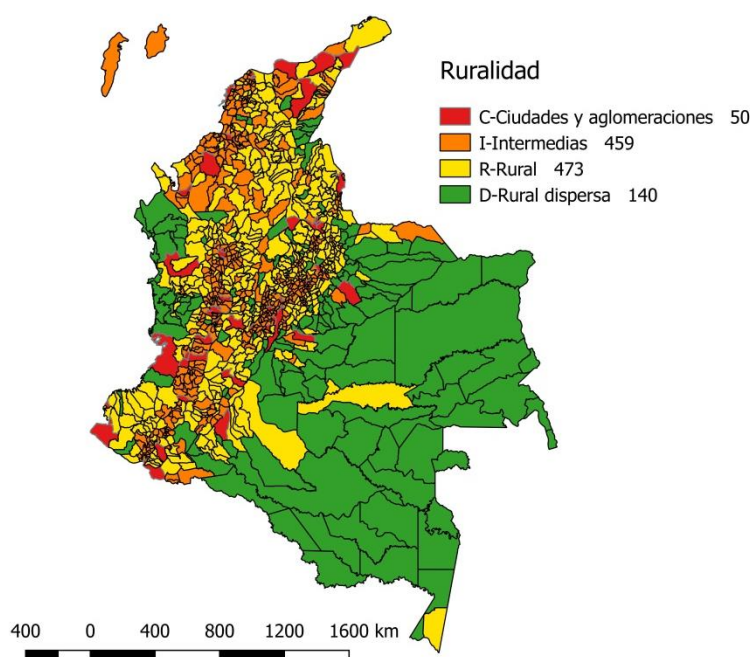 Ruralidad
C-Ciudades y aglomeraciones 50
I-Intermedias 459
R-Rural 473
D-Rural dispersa 140
400 0 400 800 1200 1600 km